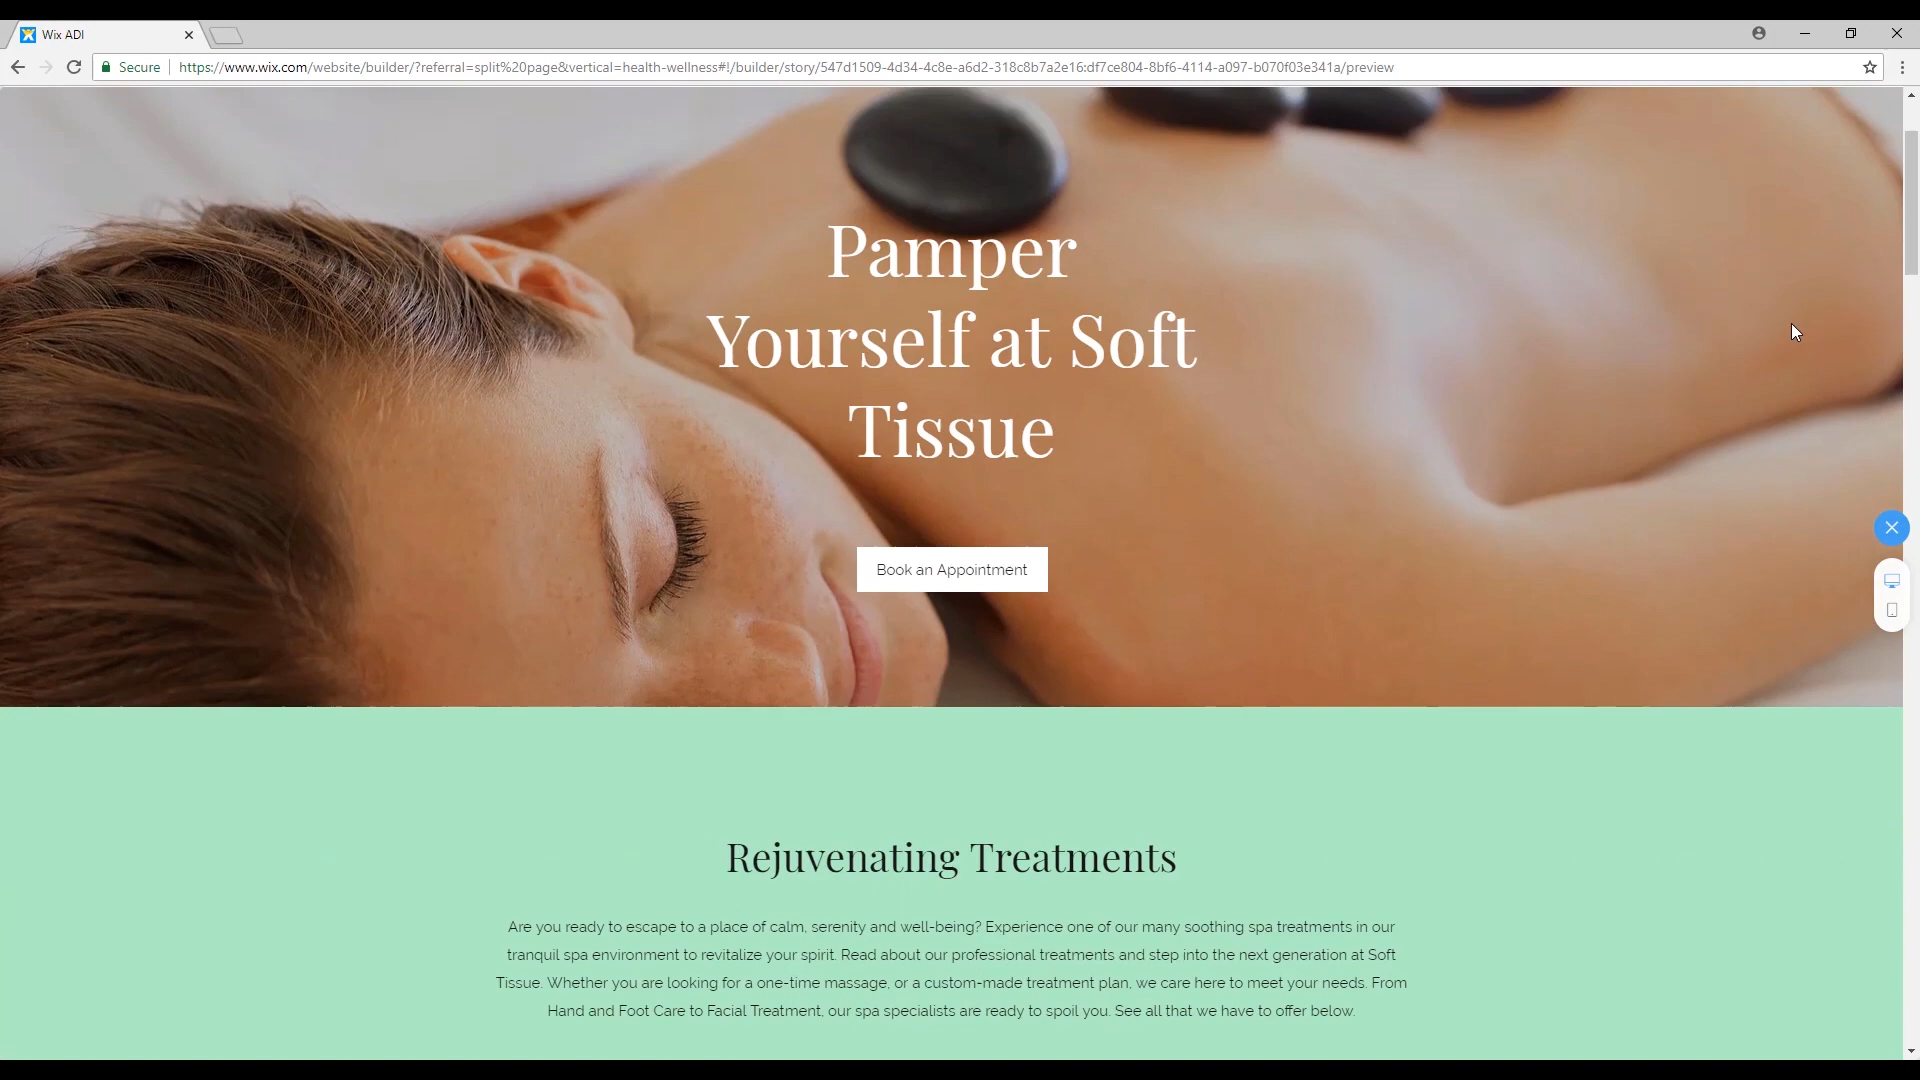 Wix ADI
Secure
https://www.wix.com/website/builder/?referral=split%20page&vertical=health-wellness#!/builder/story/547d1509-4d34-4c8e-a6d2-318c8b7a2e16:df7ce804-8bf6-4114-a097-b070f03e341a/preview
Pamper
Yourself at Soft
Tissue
Book an Appointment
Rejuvenating Treatments
Are you ready to escape to a place of calm, serenity and well-being? Experience one of our many soothing spa treatments in our
tranquil spa environment to revitalize your spirit. Read about our professional treatments and step into the next generation at Soft
Tissue. Whether you are looking for a one-time massage, or a custom-made treatment plan, we care here to meet your needs. From
Hand and Foot Care to Facial Treatment, our spa specialists are ready to spoil you. See all that we have to offer below.